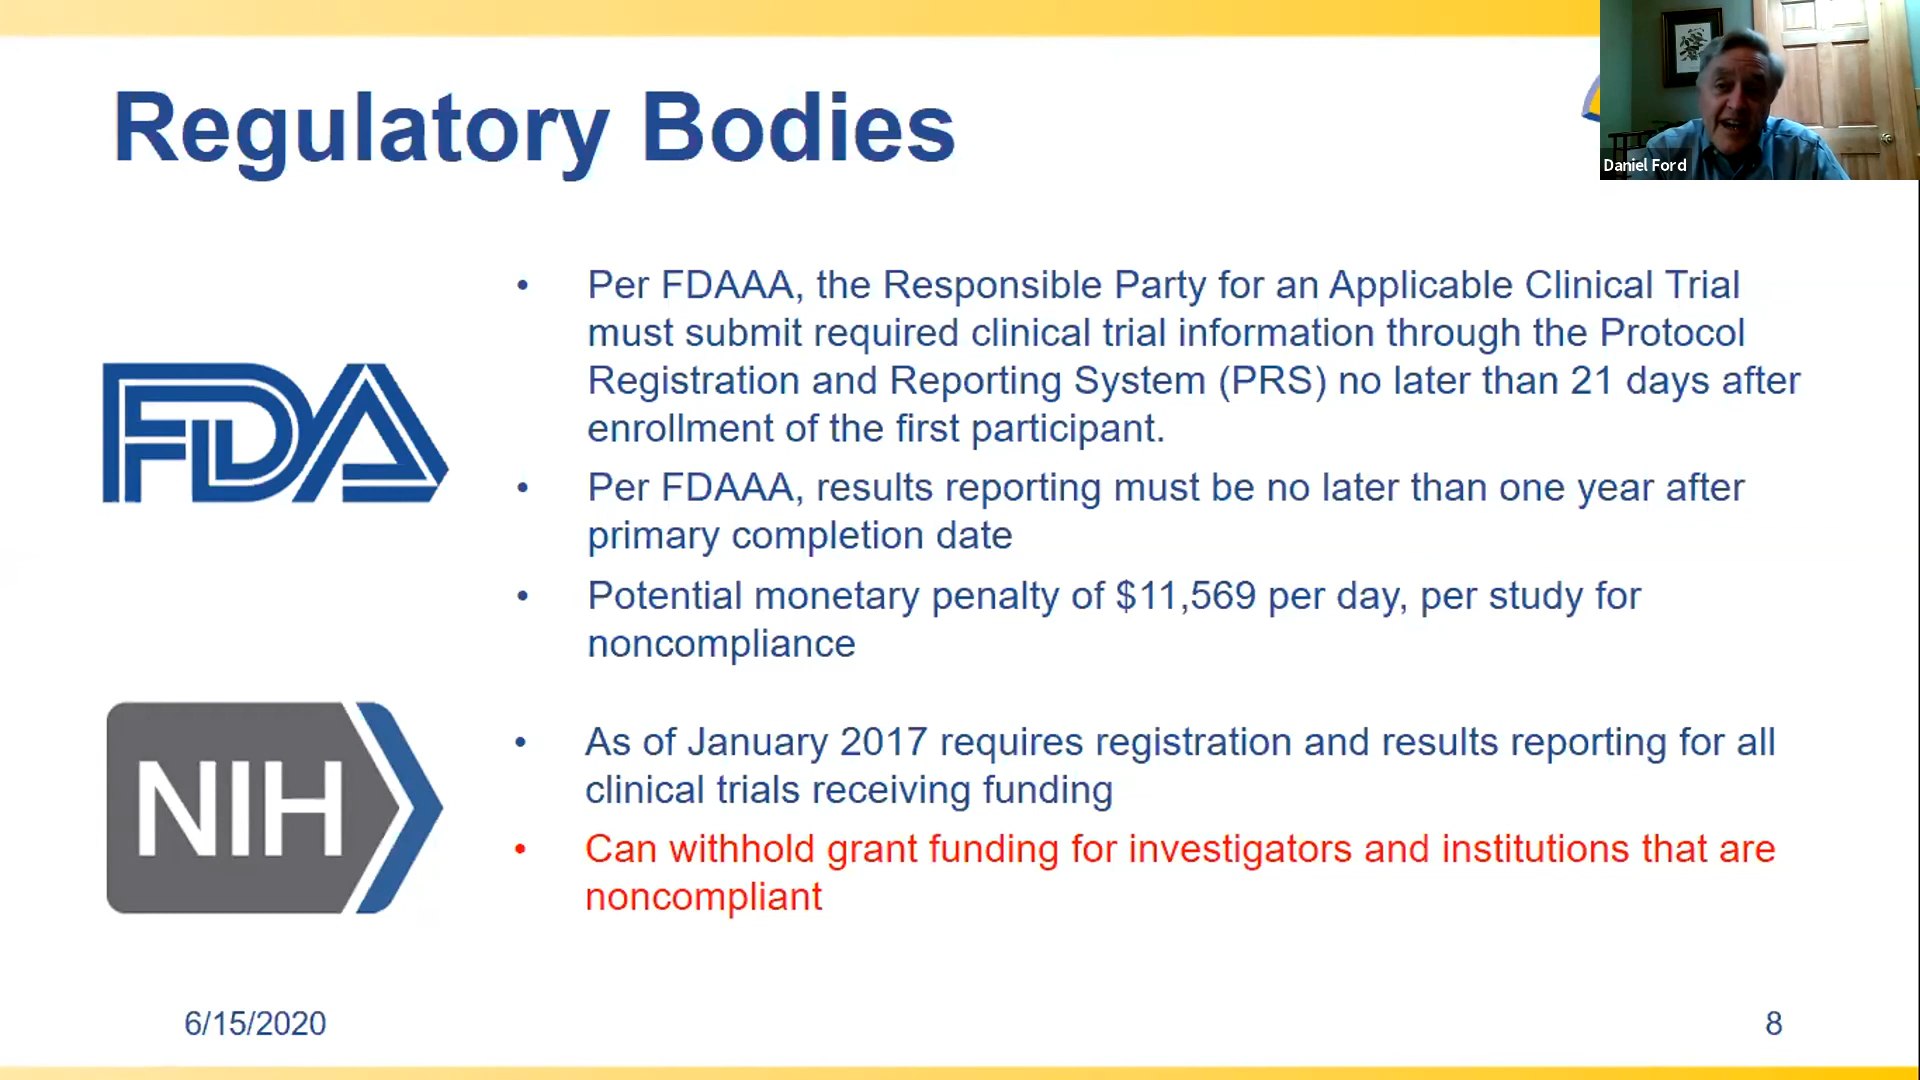 Regulatory Bodies
Daniel Ford
FDA
• Per FDAAA, the Responsible Party for an Applicable Clinical Trial
must submit required clinical trial information through the Protocol
Registration and Reporting System (PRS) no later than 21 days after
enrollment of the first participant.
• Per FDAAA, results reporting must be no later than one year after
primary completion date
• Potential monetary penalty of $11,569 per day, per study for
noncompliance
NIH
• As of January 2017 requires registration and results reporting for all
clinical trials receiving funding
• Can withhold grant funding for investigators and institutions that are
noncompliant
6/15/2020
8